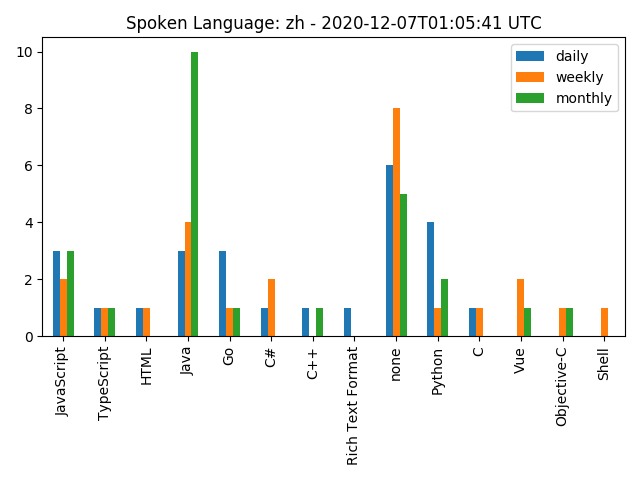 Spoken Language: zh - 2020-12-07T01:05:41 UTC
daily
weekly
monthly
10
8
6
4
2
0
JavaScript
TypeScript
HTML
Java
Go
C#
C++
Rich Text Format
none
Python
C
Vue
Objective-C
Shell